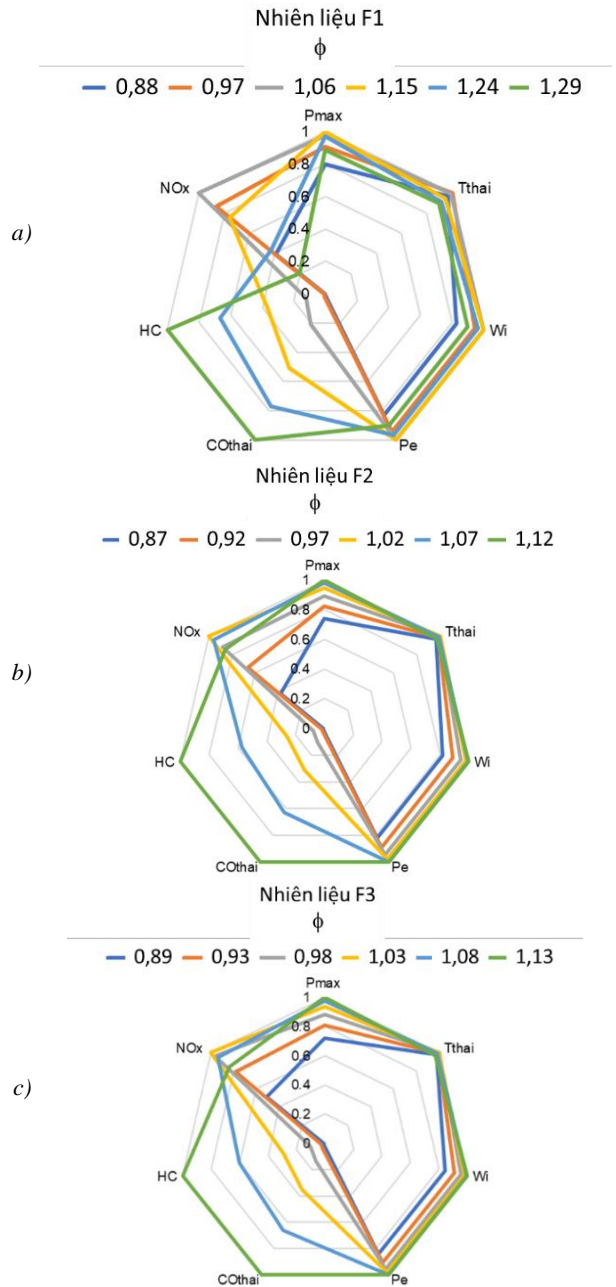 Nhiên liệu F1
ϕ
0,88 0,97 1,06 1,15 1,24 1,29
Pmax
1
0.8
0.6
0.4
0.2
0
NOx
Tthai
a)
HC
Wi
COthai
Pe
Nhiên liệu F2
ϕ
0,87 0,92 0,97 1,02 1,07 1,12
Pmax
1
0.8
0.6
0.4
0.2
0
NOx
Tthai
b)
HC
Wi
COthai
Pe
Nhiên liệu F3
ϕ
0,89 0,93 0,98 1,03 1,08 1,13
Pmax
1
0.8
0.6
0.4
0.2
0
NOx
Tthai
c)
HC
Wi
COthai
Pe